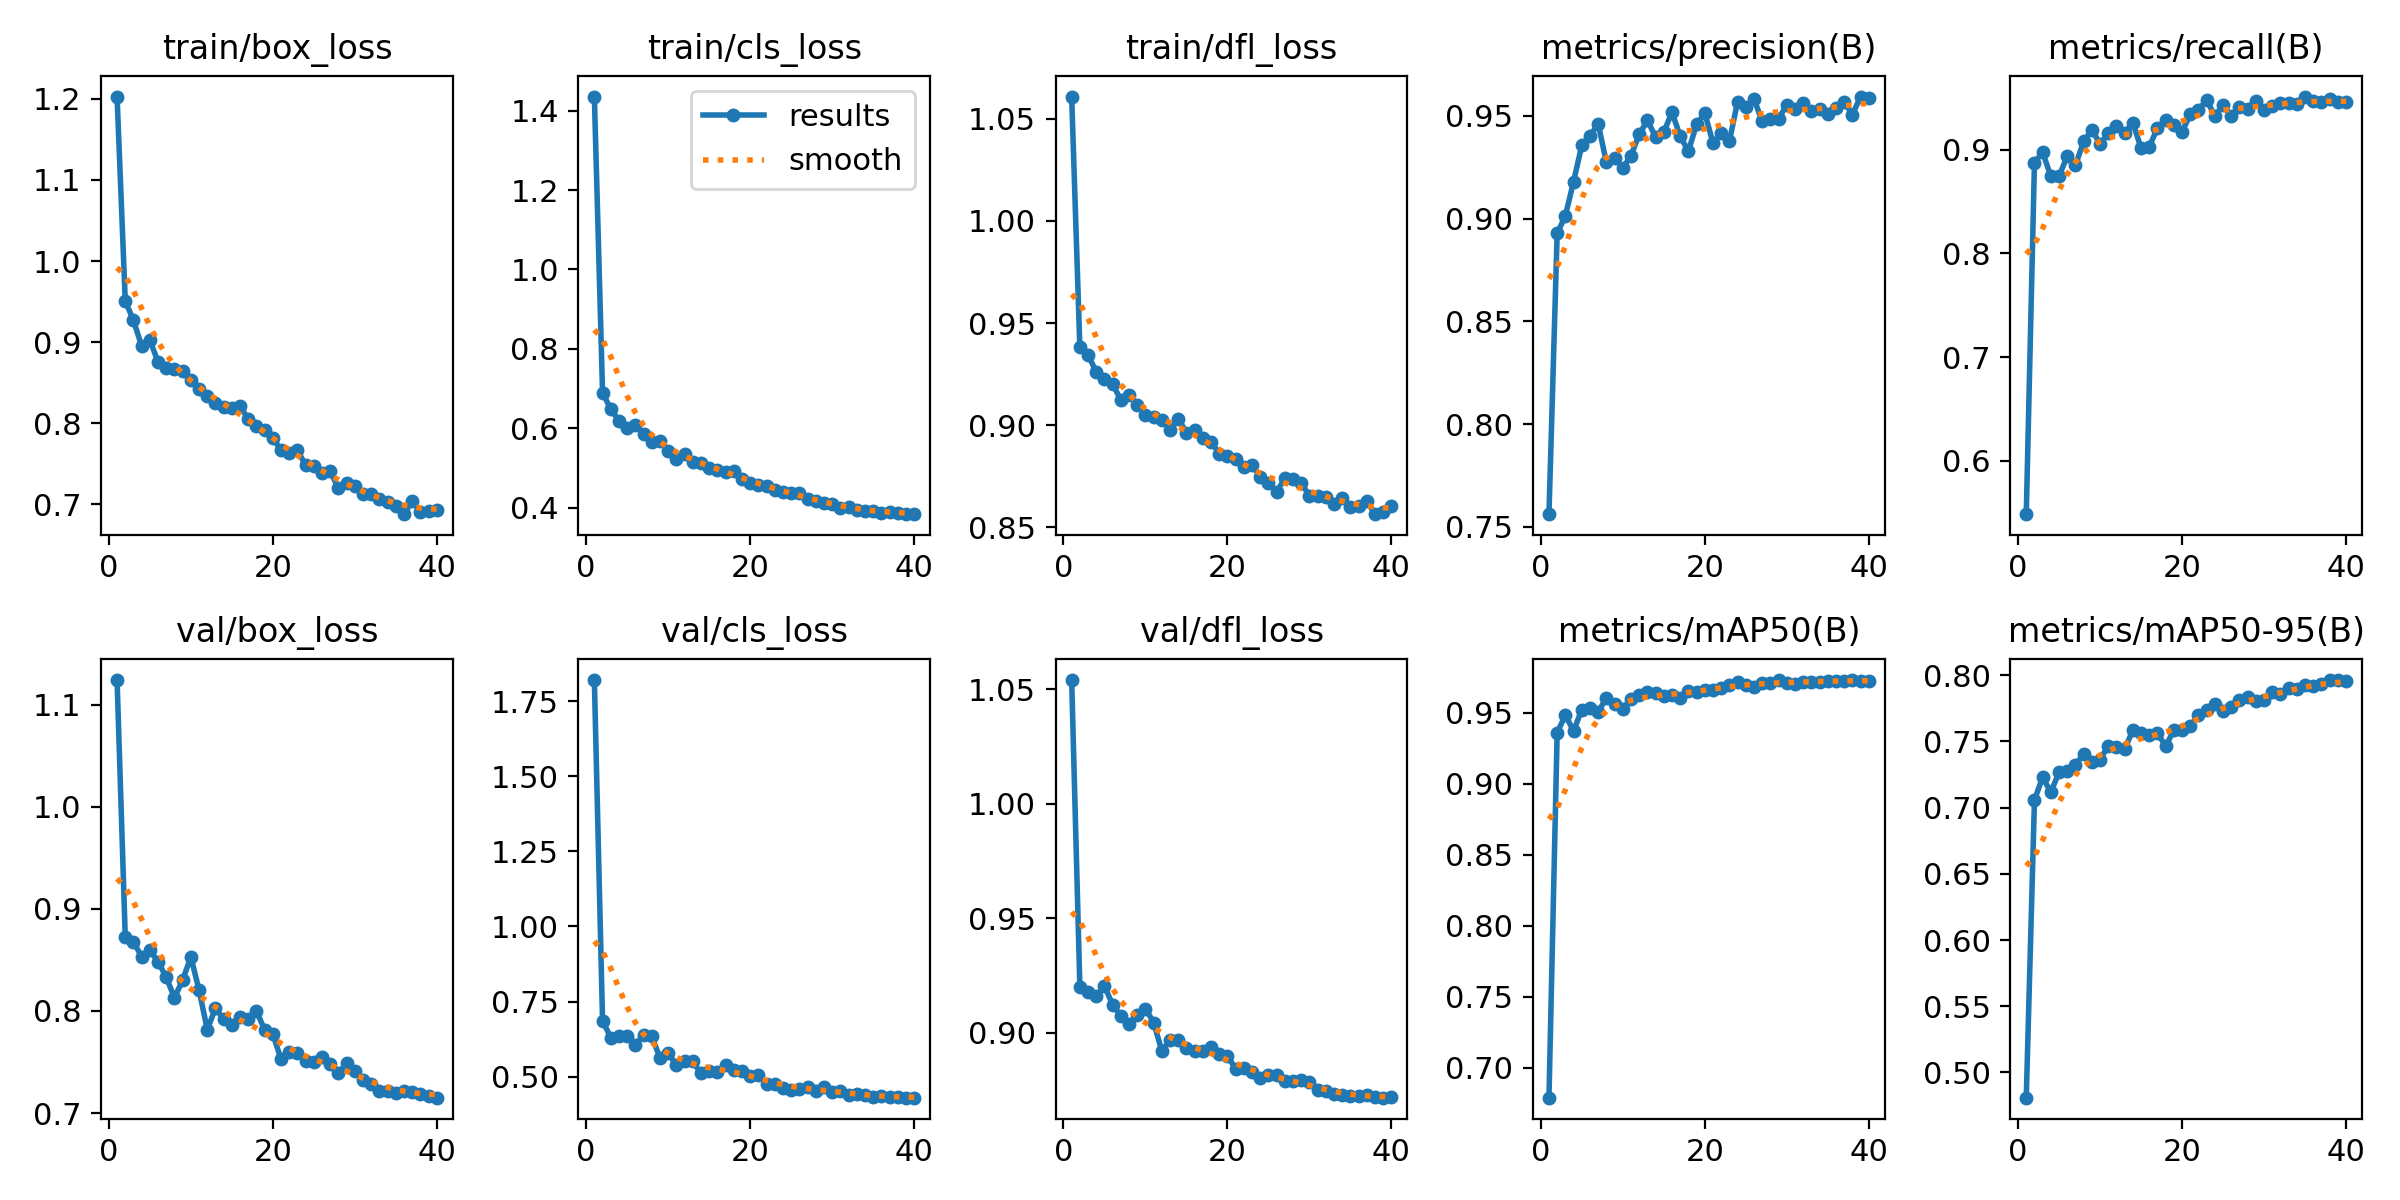 train/box_loss
train/cls_loss
train/dfl_loss
metrics/precision(B)
metrics/recall(B)
1.2
1.1
1.0
0.9
0.8
0.7
0 20 40
1.4
1.2
1.0
0.8
0.6
0.4
0 20 40
results
smooth
1.05
1.00
0.95
0.90
0.85
0 20 40
0.95
0.90
0.85
0.80
0.75
0 20 40
0.9
0.8
0.7
0.6
0 20 40
val/box_loss
val/cls_loss
val/dfl_loss
metrics/mAP50(B)
metrics/mAP50-95(B)
1.1
1.0
0.9
0.8
0.7
0 20 40
1.75
1.50
1.25
1.00
0.75
0.50
0 20 40
1.05
1.00
0.95
0.90
0 20 40
0.95
0.90
0.85
0.80
0.75
0.70
0 20 40
0.80
0.75
0.70
0.65
0.60
0.55
0.50
0 20 40